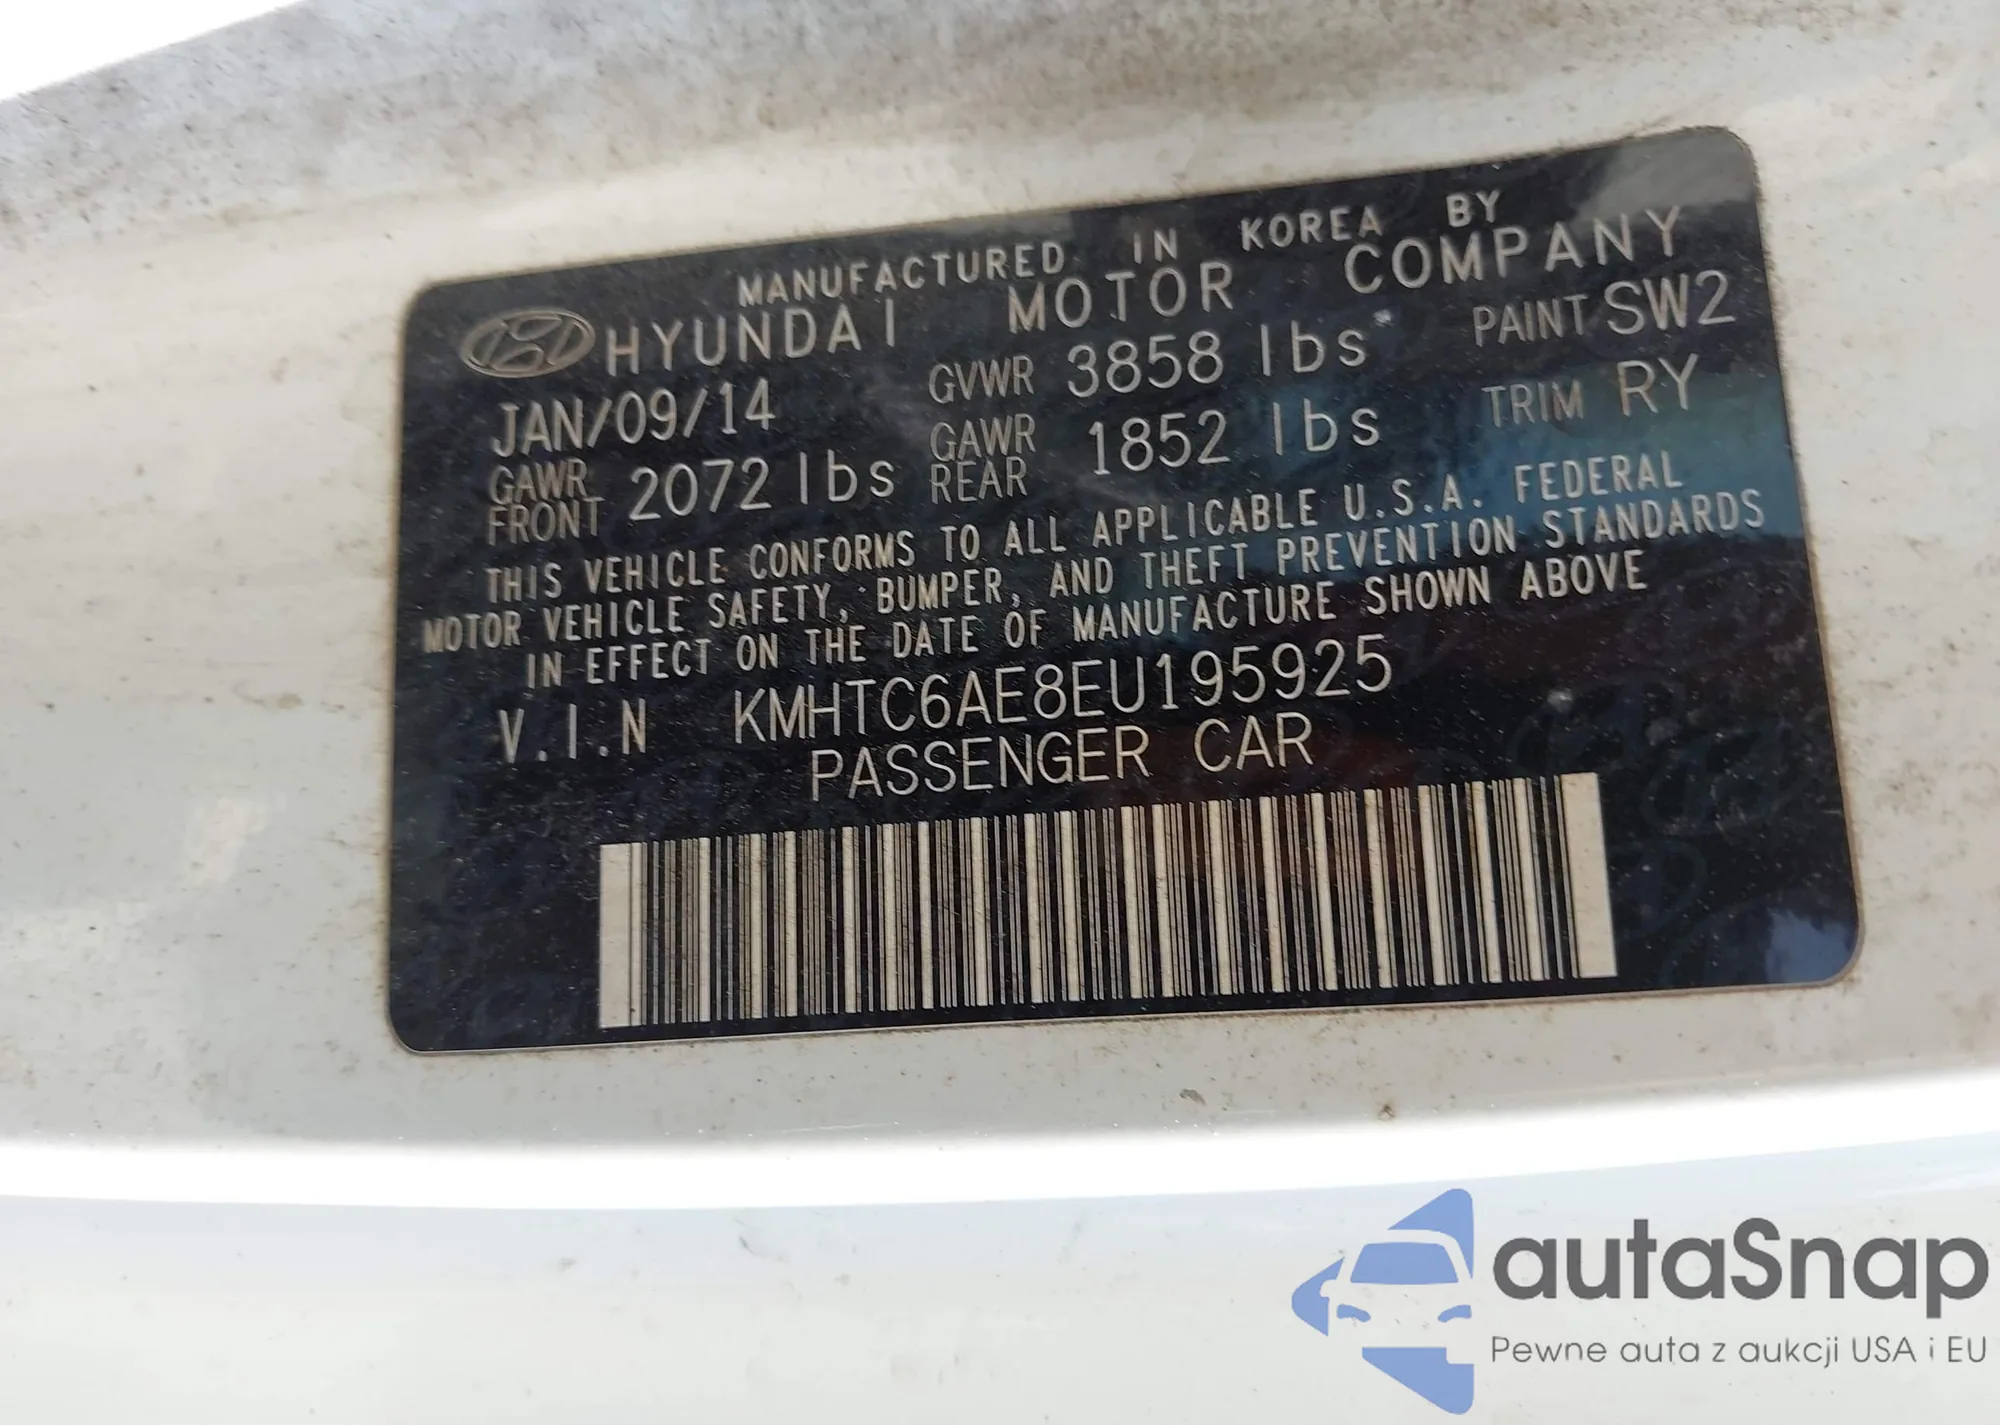 MANUFACTURED IN KOREA BY
HYUNDAI MOTOR COMPANY
JAN/09/14 GVWR 3858 lbs PAINT SW2
GAWR FRONT 2072 lbs GAWR REAR 1852 lbs TRIM RY
THIS VEHICLE CONFORMS TO ALL APPLICABLE U.S.A. FEDERAL
MOTOR VEHICLE SAFETY, BUMPER, AND THEFT PREVENTION STANDARDS
IN EFFECT ON THE DATE OF MANUFACTURE SHOWN ABOVE
V.I.N KMHTC6AE8EU195925
PASSENGER CAR
autaSnap
Pewne auta z aukcji USA i EU